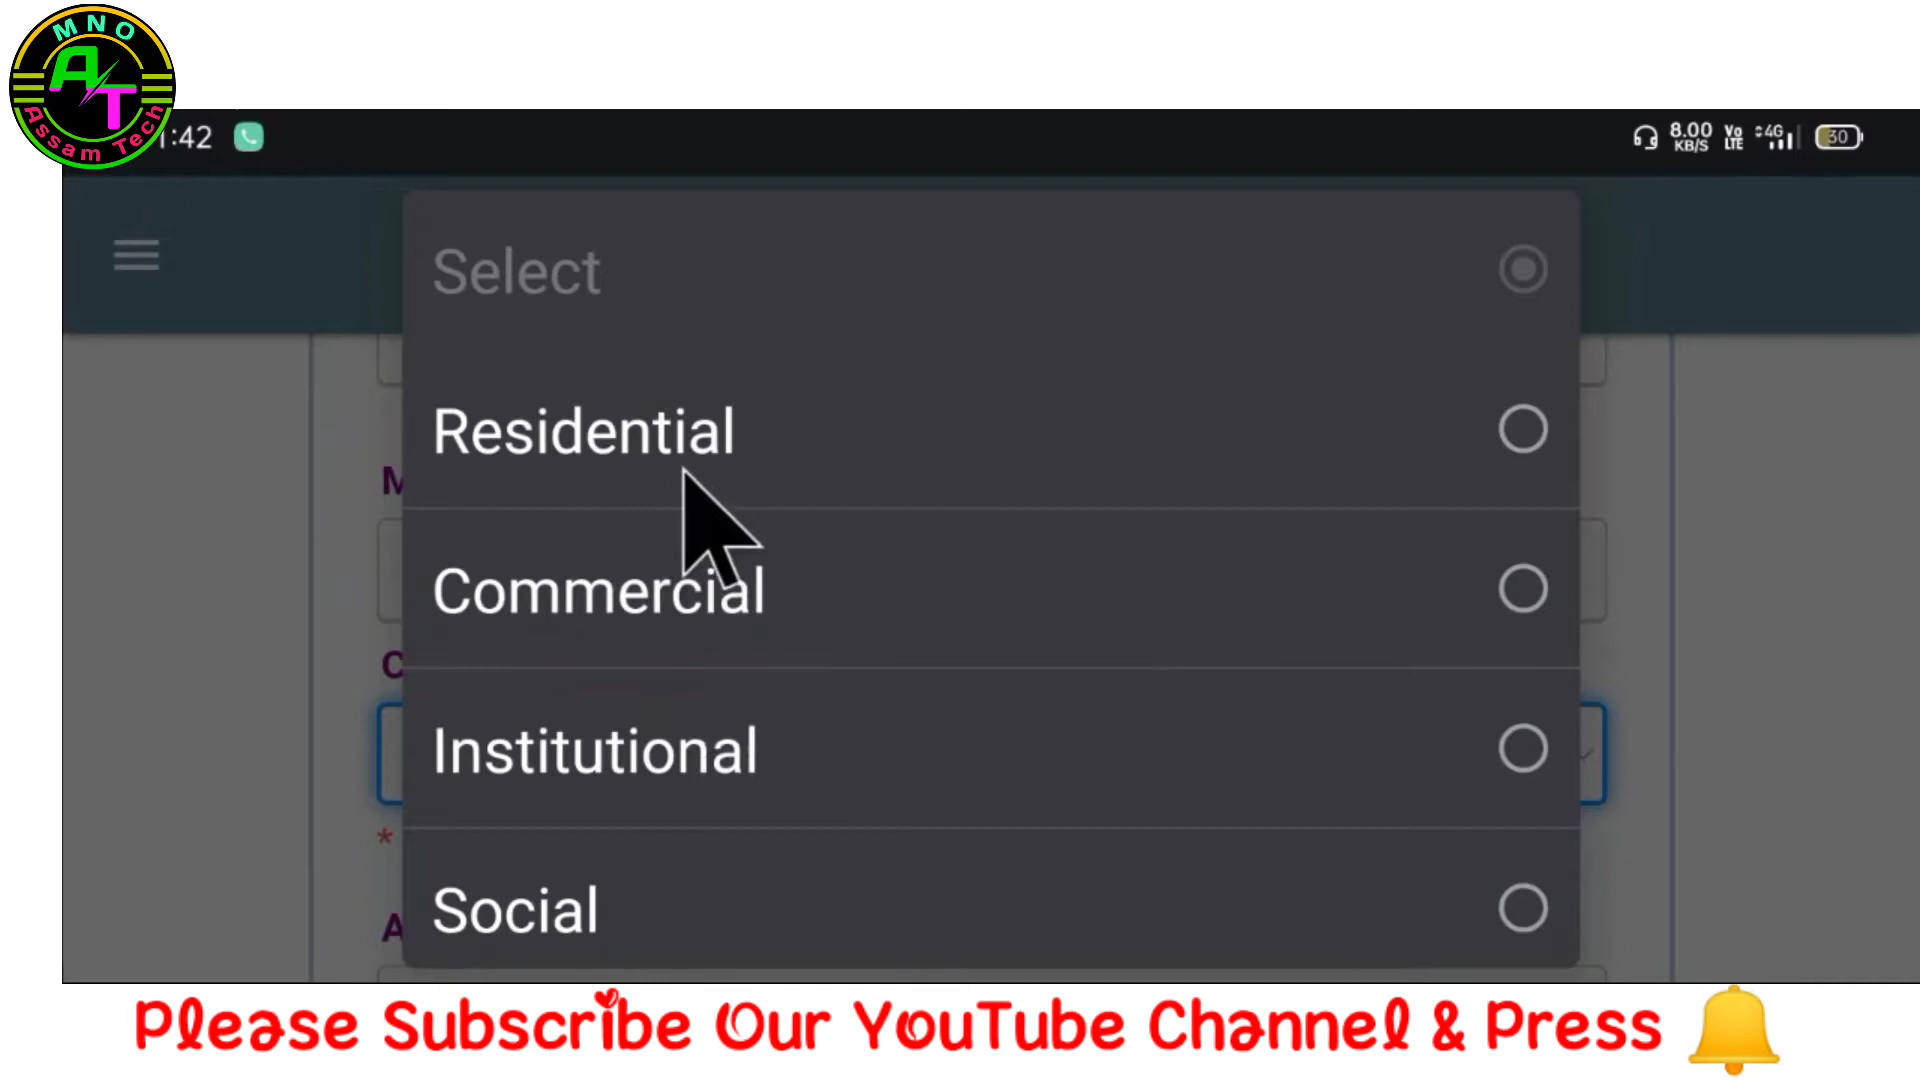 MNO
AT
Assam Tech
:42
8.00
KB/S
Vo
LTE
4G
30
Select
Residential
M
Commercial
C
Institutional
*
Social
A
Please Subscribe Our YouTube Channel & Press